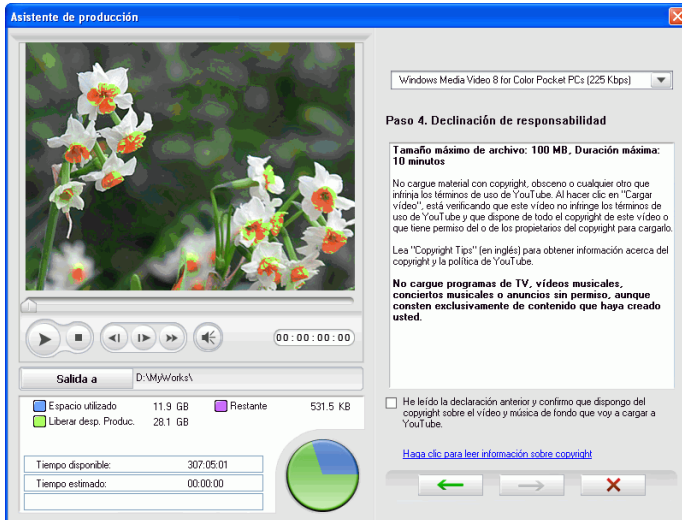 Asistente de producción
Windows Media Video 8 for Color Pocket PCs (225 Kbps)
Paso 4. Declinación de responsabilidad
Tamaño máximo de archivo: 100 MB, Duración máxima:
10 minutos
No cargue material con copyright, obsceno o cualquier otro que
infrinja los términos de uso de YouTube. Al hacer clic en "Cargar
vídeo", está verificando que este vídeo no infringe los términos de
uso de YouTube y que dispone de todo el copyright de este vídeo o
que tiene permiso del o de los propietarios del copyright para cargarlo.
Lea "Copyright Tips" (en inglés) para obtener información acerca del
copyright y la política de YouTube.
No cargue programas de TV, vídeos musicales,
conciertos musicales o anuncios sin permiso, aunque
consten exclusivamente de contenido que haya creado
usted.
00:00:00:00
Salida a D:\MyWorks\
Espacio utilizado 11.9 GB Restante 531.5 KB
Liberar desp. Produc. 28.1 GB
Tiempo disponible: 307:05:01
Tiempo estimado: 00:00:00
He leído la declaración anterior y confirmo que dispongo del
copyright sobre el vídeo y música de fondo que voy a cargar a
YouTube.
Haga clic para leer información sobre copyright